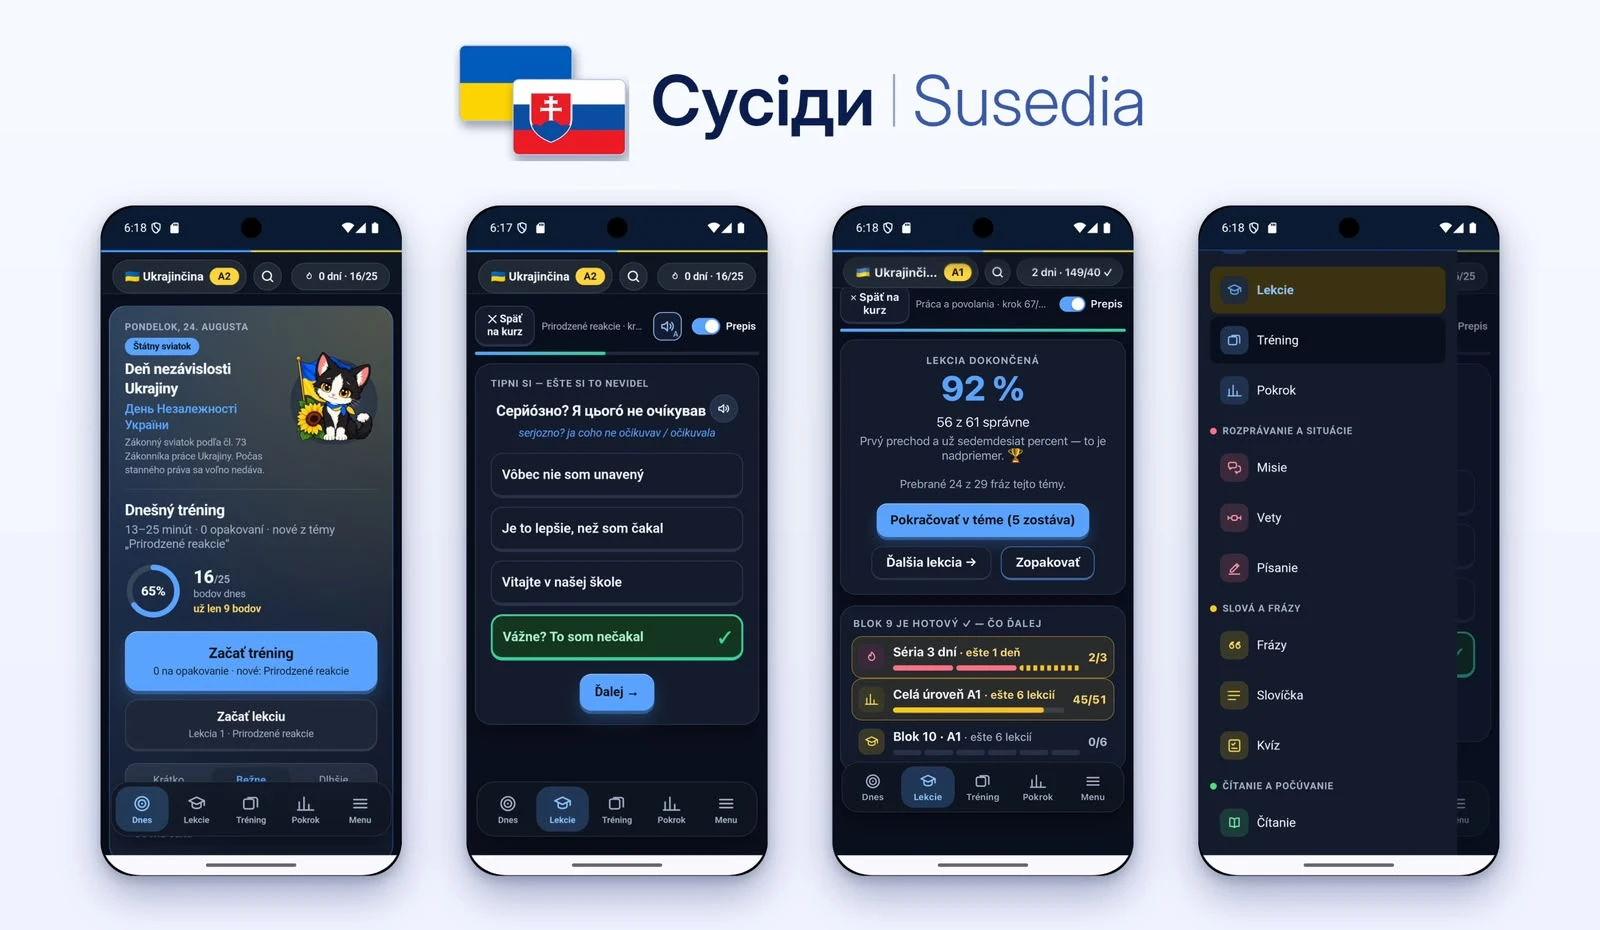 Сусіди | Susedia
6:18
Ukrajinčina A2
0 dní · 16/25
PONDELOK, 24. AUGUSTA
Štátny sviatok
Deň nezávislosti
Ukrajiny
День Незалежності
України
Zákonný sviatok podľa čl. 73
Zákonníka práce Ukrajiny. Počas
stanného práva sa voľno nedáva.
Dnešný tréning
13–25 minút · 0 opakovaní · nové z témy
„Prirodzené reakcie“
65%
16/25
bodov dnes
už len 9 bodov
Začať tréning
0 na opakovanie · nové: Prirodzené reakcie
Začať lekciu
Lekcia 1 · Prirodzené reakcie
Krátko Bežne Dlhšie
Dnes Lekcie Tréning Pokrok Menu
6:17
Ukrajinčina A2
0 dní · 16/25
× Späť
na kurz
Prirodzené reakcie · kr...
Prepis
TIPNI SI — EŠTE SI TO NEVIDEL
Серйо́зно? Я цього́ не очі́кував
serjozno? ja coho ne očikuvav / očikuvala
Vôbec nie som unavený
Je to lepšie, než som čakal
Vitajte v našej škole
Vážne? To som nečakal ✓
Ďalej →
Dnes Lekcie Tréning Pokrok Menu
6:18
Ukrajinči... A1
2 dni · 149/40 ✓
× Späť na
kurz
Práca a povolania · krok 67/...
Prepis
LEKCIA DOKONČENÁ
92 %
56 z 61 správne
Prvý prechod a už sedemdesiat percent — to je
nadpriemer. 🏆
Prebrané 24 z 29 fráz tejto témy.
Pokračovať v téme (5 zostáva)
Ďalšia lekcia →
Zopakovať
BLOK 9 JE HOTOVÝ ✓ — ČO ĎALEJ
Séria 3 dní · ešte 1 deň 2/3
Celá úroveň A1 · ešte 6 lekcií 45/51
Blok 10 · A1 · ešte 6 lekcií 0/6
Dnes Lekcie Tréning Pokrok Menu
6:18
Lekcie
Tréning
Prepis
Pokrok
ROZPRÁVANIE A SITUÁCIE
Misie
Vety
Písanie
SLOVÁ A FRÁZY
Frázy
Slovíčka
Kvíz
ČÍTANIE A POČÚVANIE
Čítanie